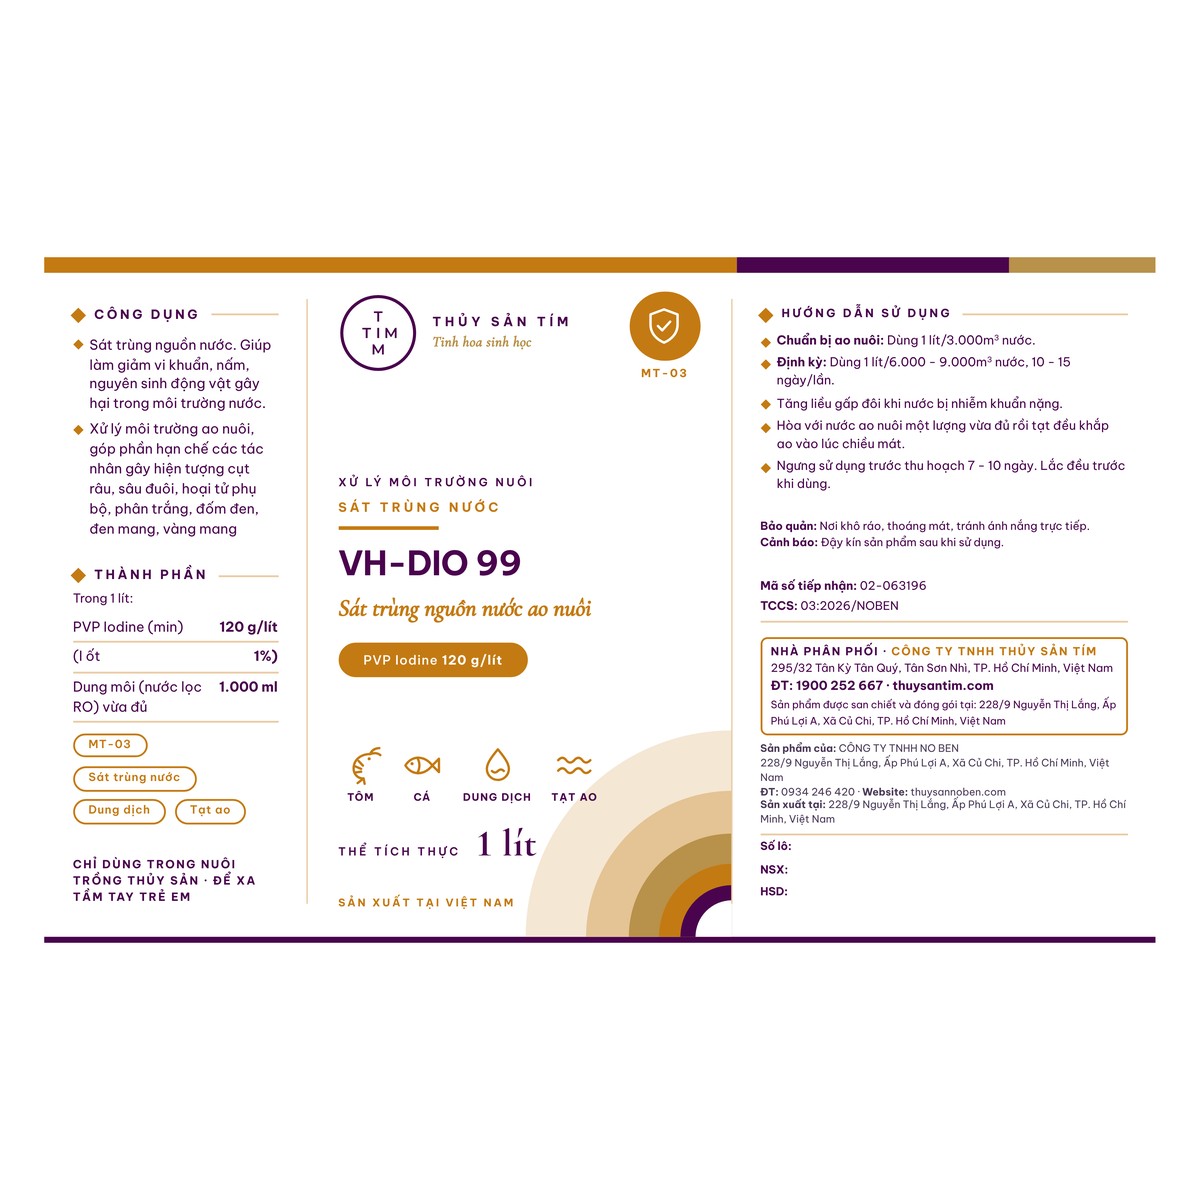 CÔNG DỤNG
Sát trùng nguồn nước. Giúp
làm giảm vi khuẩn, nấm,
nguyên sinh động vật gây
hại trong môi trường nước.
Xử lý môi trường ao nuôi,
góp phần hạn chế các tác
nhân gây hiện tượng cụt
râu, sâu đuôi, hoại tử phụ
bộ, phân trắng, đốm đen,
đen mang, vàng mang
THÀNH PHẦN
Trong 1 lít:
PVP Iodine (min) 120 g/lít
(I ốt 1%)
Dung môi (nước lọc 1.000 ml
RO) vừa đủ
MT-03
Sát trùng nước
Dung dịch Tạt ao
CHỈ DÙNG TRONG NUÔI
TRỒNG THỦY SẢN · ĐỂ XA
TẦM TAY TRẺ EM
T
TIM
M
THỦY SẢN TÍM
Tinh hoa sinh học
MT-03
XỬ LÝ MÔI TRƯỜNG NUÔI
SÁT TRÙNG NƯỚC
VH-DIO 99
Sát trùng nguồn nước ao nuôi
PVP Iodine 120 g/lít
TÔM CÁ DUNG DỊCH TẠT AO
THỂ TÍCH THỰC 1 lít
SẢN XUẤT TẠI VIỆT NAM
HƯỚNG DẪN SỬ DỤNG
Chuẩn bị ao nuôi: Dùng 1 lít/3.000m³ nước.
Định kỳ: Dùng 1 lít/6.000 - 9.000m³ nước, 10 - 15
ngày/lần.
Tăng liều gấp đôi khi nước bị nhiễm khuẩn nặng.
Hòa với nước ao nuôi một lượng vừa đủ rồi tạt đều khắp
ao vào lúc chiều mát.
Ngưng sử dụng trước thu hoạch 7 - 10 ngày. Lắc đều trước
khi dùng.
Bảo quản: Nơi khô ráo, thoáng mát, tránh ánh nắng trực tiếp.
Cảnh báo: Đậy kín sản phẩm sau khi sử dụng.
Mã số tiếp nhận: 02-063196
TCCS: 03:2026/NOBEN
NHÀ PHÂN PHỐI · CÔNG TY TNHH THỦY SẢN TÍM
295/32 Tân Kỳ Tân Quý, Tân Sơn Nhì, TP. Hồ Chí Minh, Việt Nam
ĐT: 1900 252 667 · thuysantim.com
Sản phẩm được san chiết và đóng gói tại: 228/9 Nguyễn Thị Lắng, Ấp
Phú Lợi A, Xã Củ Chi, TP. Hồ Chí Minh, Việt Nam
Sản phẩm của: CÔNG TY TNHH NO BEN
228/9 Nguyễn Thị Lắng, Ấp Phú Lợi A, Xã Củ Chi, TP. Hồ Chí Minh, Việt
Nam
ĐT: 0934 246 420 · Website: thuysannoben.com
Sản xuất tại: 228/9 Nguyễn Thị Lắng, Ấp Phú Lợi A, Xã Củ Chi, TP. Hồ Chí
Minh, Việt Nam
Số lô:
NSX:
HSD: